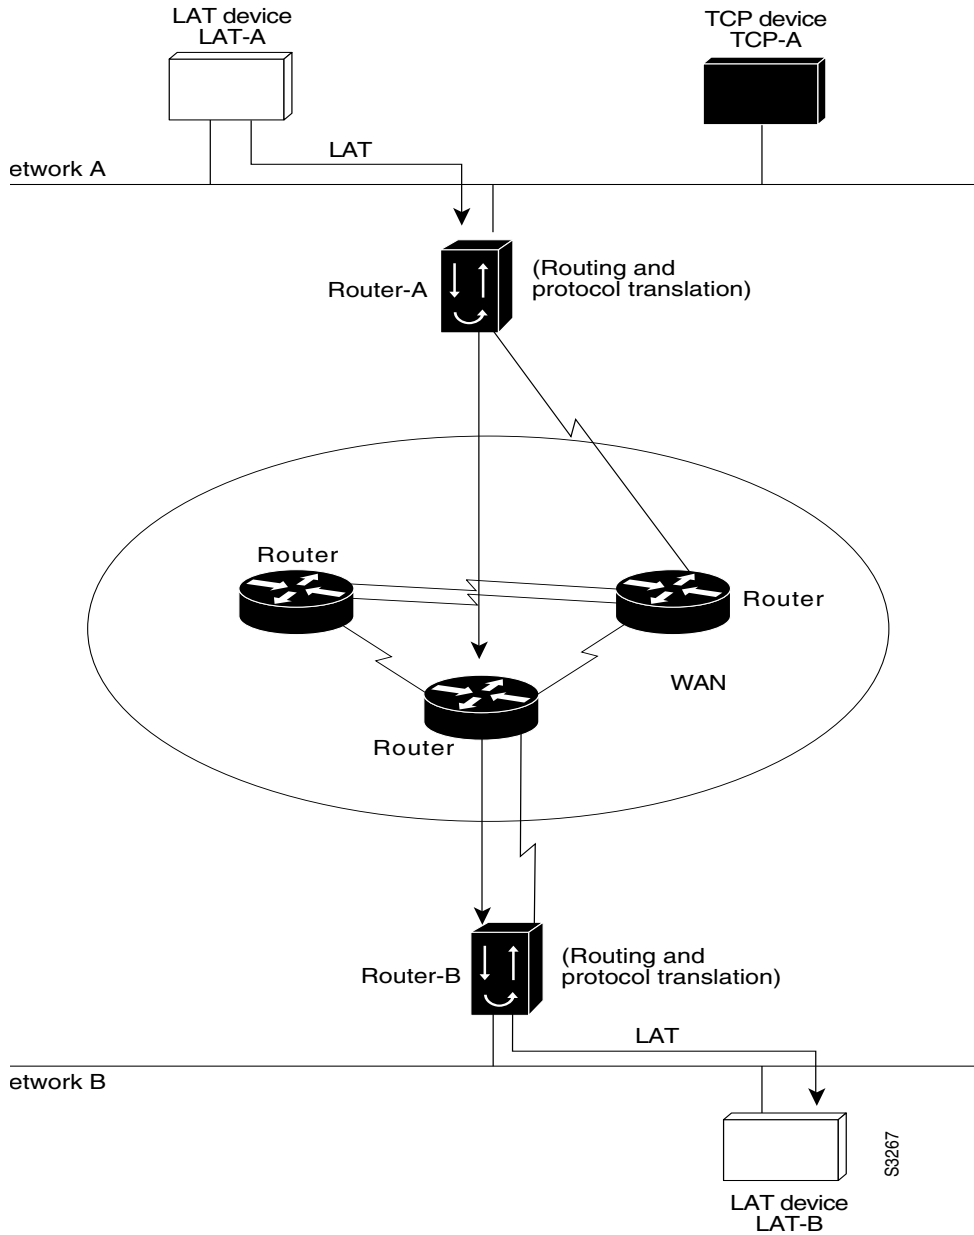 LAT device
LAT-A
TCP device
TCP-A
LAT
etwork A
Router-A
(Routing and
protocol translation)
Router
Router
WAN
Router
Router-B
(Routing and
protocol translation)
LAT
etwork B
S3267
LAT device
LAT-B